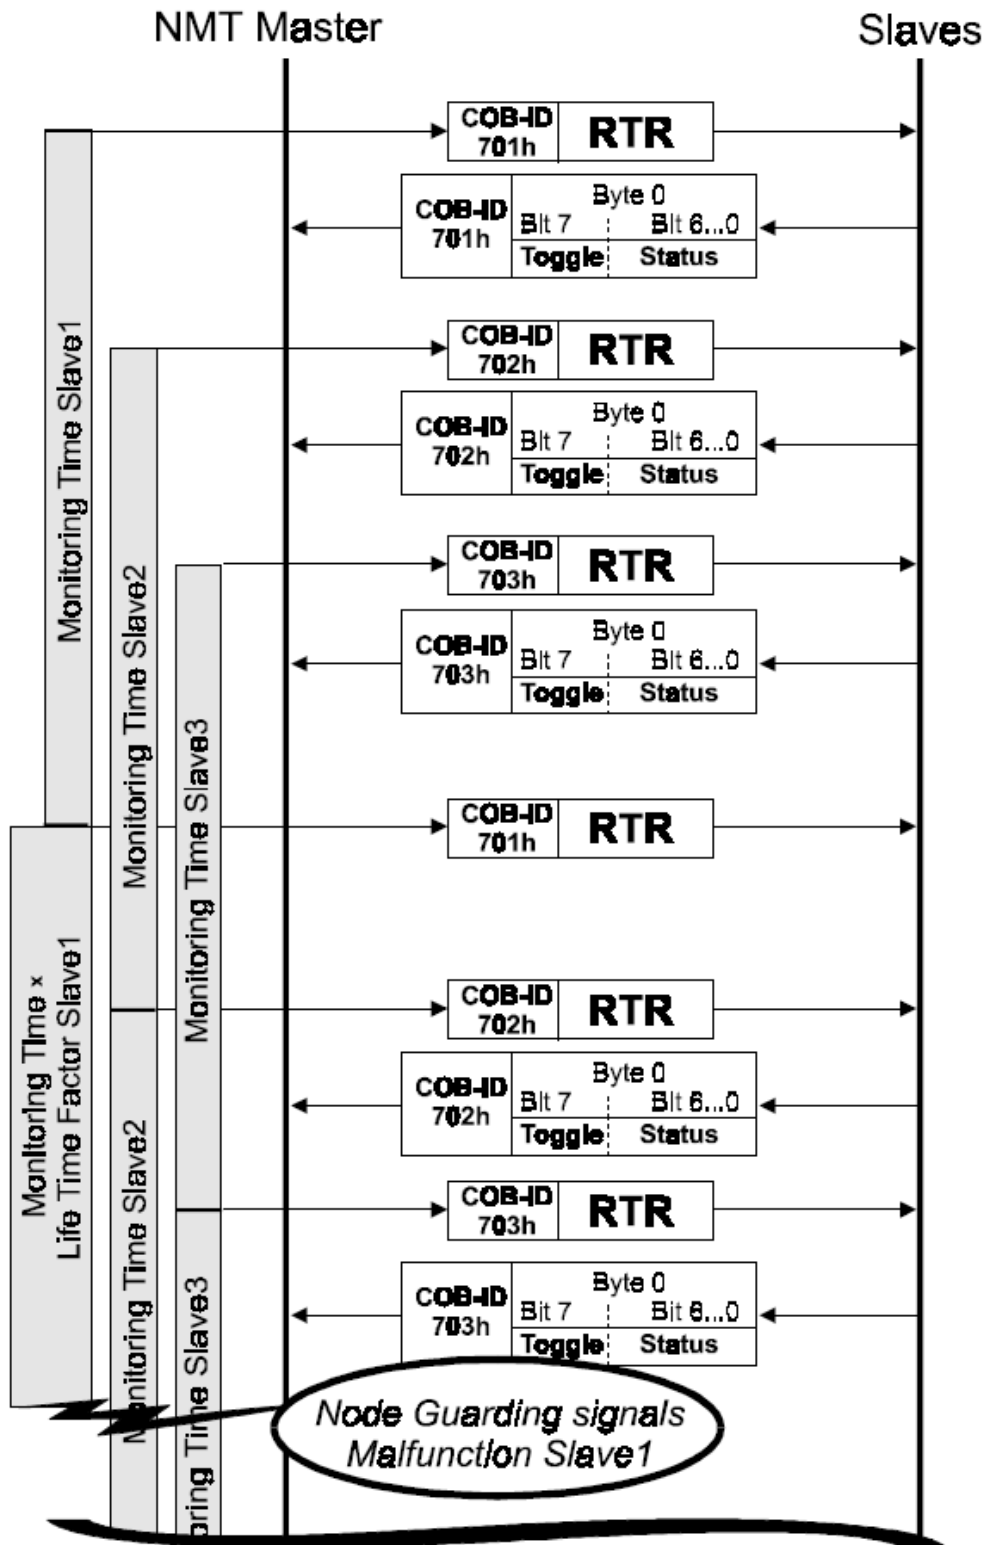 NMT Master
Slaves
COB-ID
701h
RTR
COB-ID
701h
Byte 0
Bit 7
Bit 6...0
Toggle
Status
Monitoring Time Slave1
COB-ID
702h
RTR
COB-ID
702h
Byte 0
Bit 7
Bit 6...0
Toggle
Status
Monitoring Time Slave2
COB-ID
703h
RTR
COB-ID
703h
Byte 0
Bit 7
Bit 6...0
Toggle
Status
Monitoring Time Slave3
COB-ID
701h
RTR
Monitoring Time x
Life Time Factor Slave1
COB-ID
702h
RTR
COB-ID
702h
Byte 0
Bit 7
Bit 6...0
Toggle
Status
Monitoring Time Slave2
COB-ID
703h
RTR
COB-ID
703h
Byte 0
Bit 7
Bit 6...0
Toggle
Status
oring Time Slave3
Node Guarding signals
Malfunction Slave1